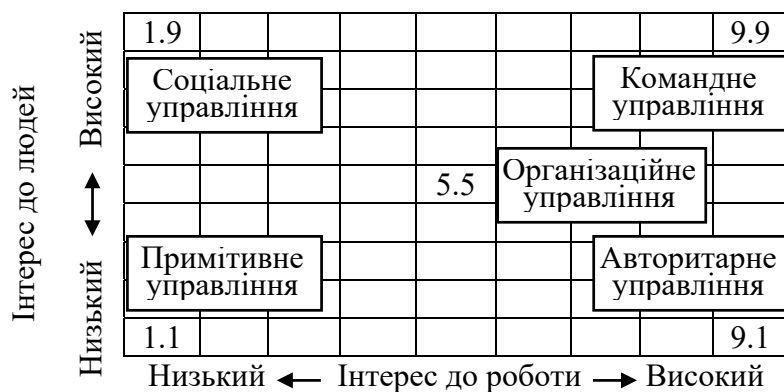 1.9
9.9
Соціальне
управління
Командне
управління
5.5
Організаційне
управління
Примітивне
управління
Авторитарне
управління
1.1
9.1
Інтерес до людей
Низький ↔ Високий
Низький ← Інтерес до роботи → Високий